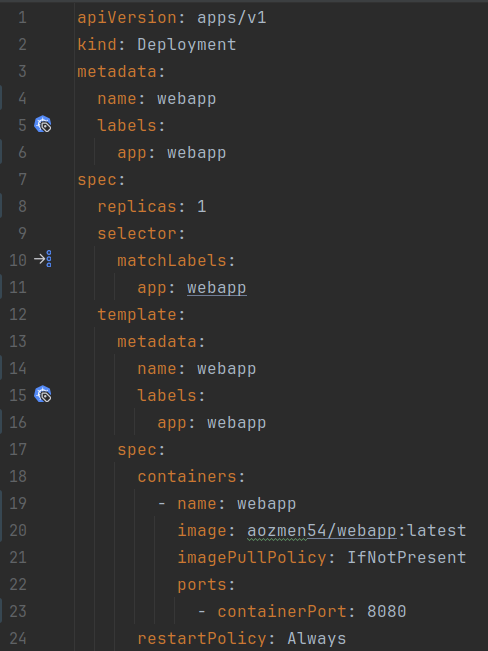 1 apiVersion: apps/v1
2 kind: Deployment
3 metadata:
4   name: webapp
5   labels:
6     app: webapp
7 spec:
8   replicas: 1
9   selector:
10     matchLabels:
11       app: webapp
12   template:
13     metadata:
14       name: webapp
15       labels:
16         app: webapp
17     spec:
18       containers:
19         - name: webapp
20           image: aozmen54/webapp:latest
21           imagePullPolicy: IfNotPresent
22           ports:
23             - containerPort: 8080
24       restartPolicy: Always